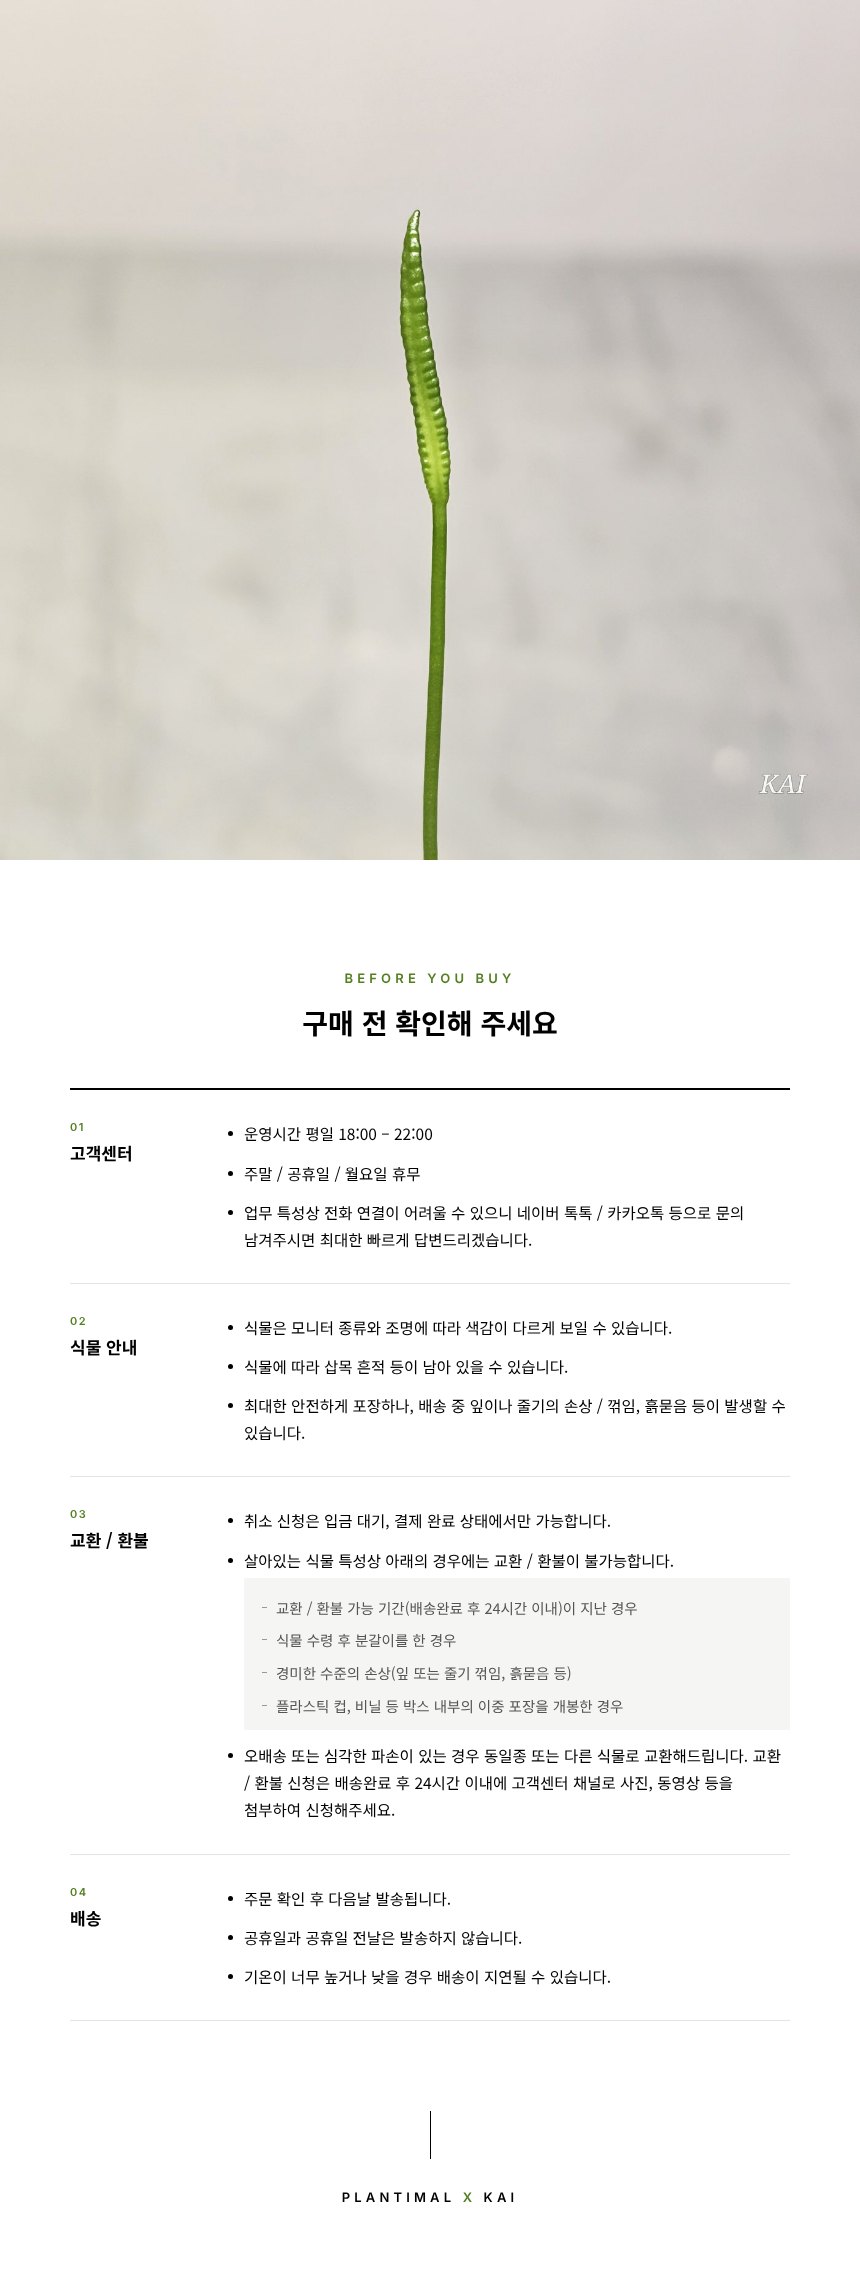 KAI
BEFORE YOU BUY
구매 전 확인해 주세요
01
고객센터
운영시간 평일 18:00 – 22:00
주말 / 공휴일 / 월요일 휴무
업무 특성상 전화 연결이 어려울 수 있으니 네이버 톡톡 / 카카오톡 등으로 문의
남겨주시면 최대한 빠르게 답변드리겠습니다.
02
식물 안내
식물은 모니터 종류와 조명에 따라 색감이 다르게 보일 수 있습니다.
식물에 따라 삽목 흔적 등이 남아 있을 수 있습니다.
최대한 안전하게 포장하나, 배송 중 잎이나 줄기의 손상 / 꺾임, 흙묻음 등이 발생할 수
있습니다.
03
교환 / 환불
취소 신청은 입금 대기, 결제 완료 상태에서만 가능합니다.
살아있는 식물 특성상 아래의 경우에는 교환 / 환불이 불가능합니다.
- 교환 / 환불 가능 기간(배송완료 후 24시간 이내)이 지난 경우
- 식물 수령 후 분갈이를 한 경우
- 경미한 수준의 손상(잎 또는 줄기 꺾임, 흙묻음 등)
- 플라스틱 컵, 비닐 등 박스 내부의 이중 포장을 개봉한 경우
오배송 또는 심각한 파손이 있는 경우 동일종 또는 다른 식물로 교환해드립니다. 교환
/ 환불 신청은 배송완료 후 24시간 이내에 고객센터 채널로 사진, 동영상 등을
첨부하여 신청해주세요.
04
배송
주문 확인 후 다음날 발송됩니다.
공휴일과 공휴일 전날은 발송하지 않습니다.
기온이 너무 높거나 낮을 경우 배송이 지연될 수 있습니다.
PLANTIMAL X KAI